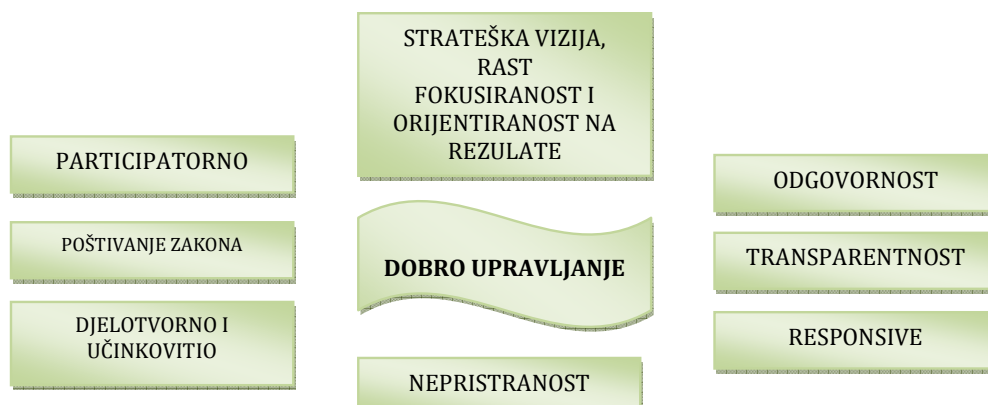 STRATEŠKA VIZIJA,
RAST
FOKUSIRANOST I
ORIJENTIRANOST NA
REZULATE
PARTICIPATORNO
POŠTIVANJE ZAKONA
DJELOTVORNO I
UČINKOVITIO
DOBRO UPRAVLJANJE
NEPRISTRANOST
ODGOVORNOST
TRANSPARENTNOST
RESPONSIVE